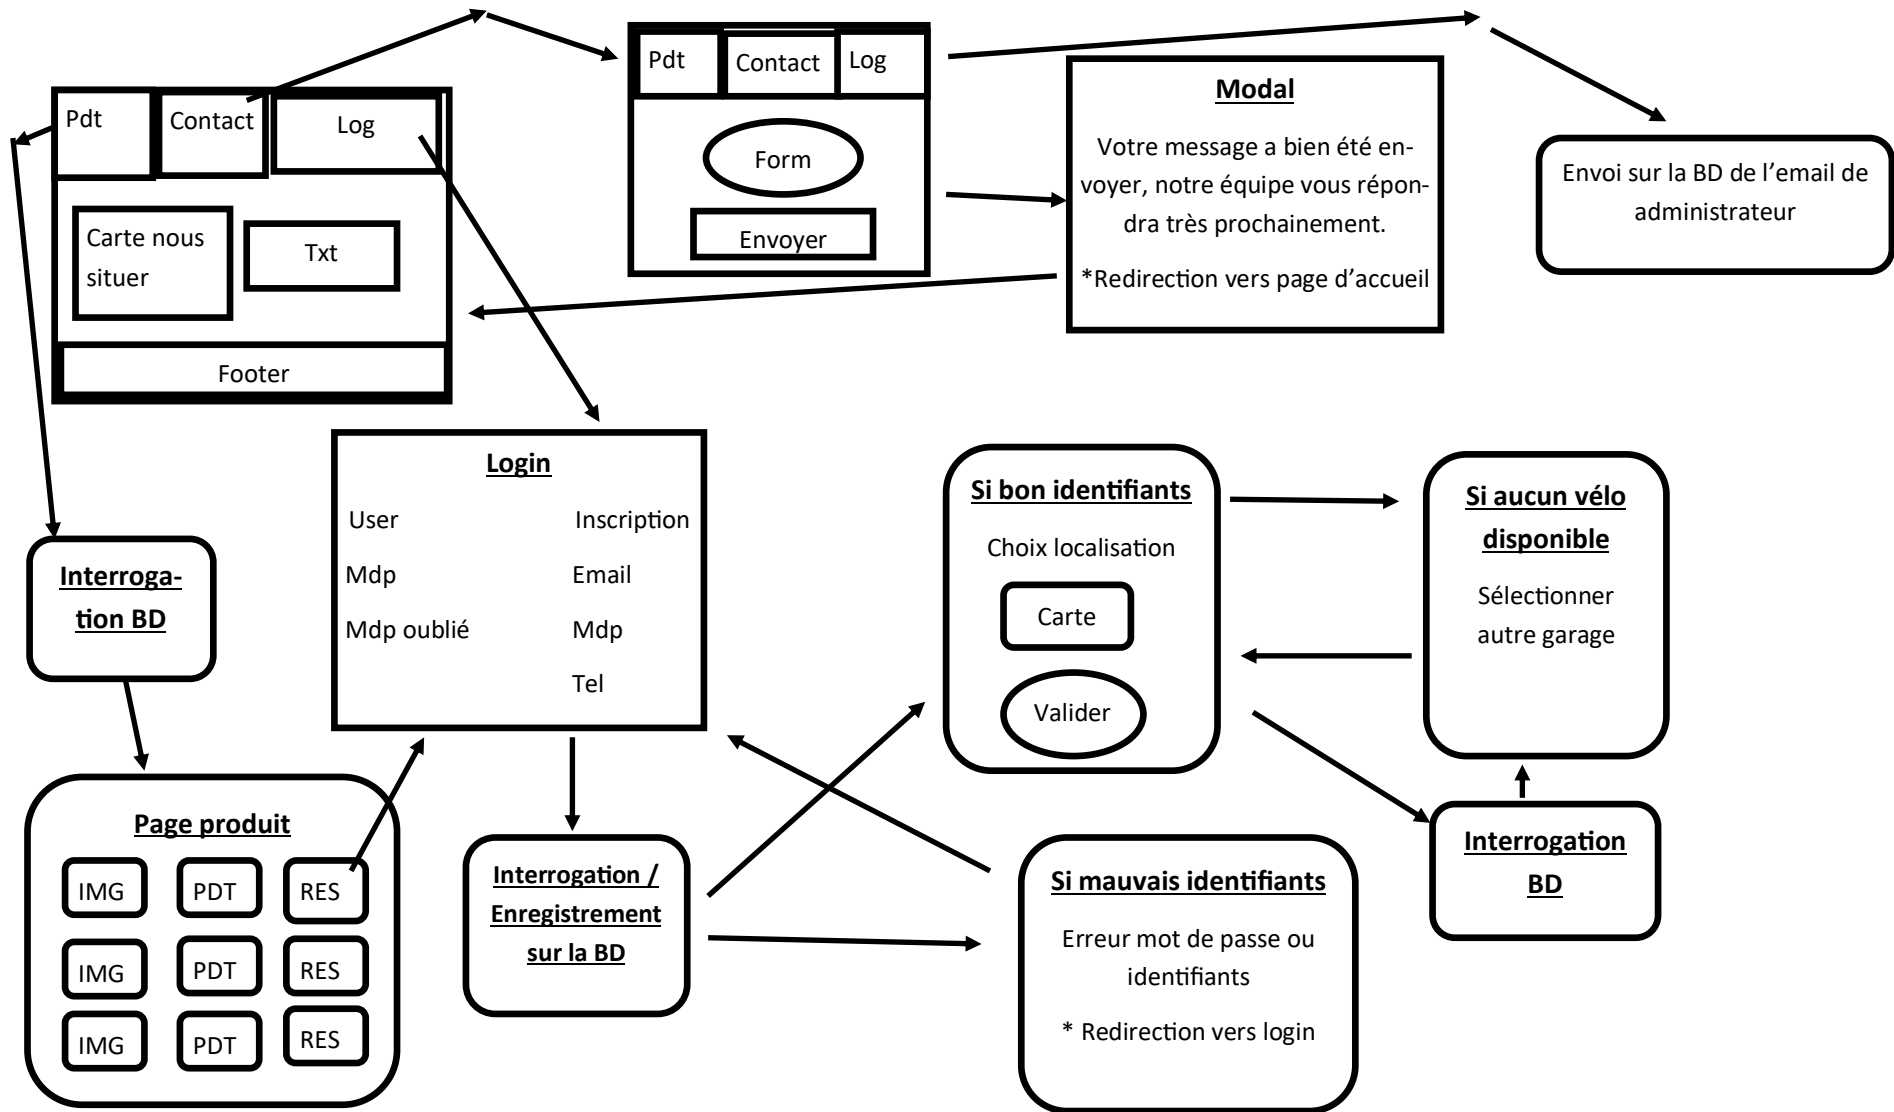 Pdt
Contact
Log
Carte nous
situer
Txt
Footer
Pdt
Contact
Log
Form
Envoyer
Modal
Votre message a bien été en-
voyer, notre équipe vous répon-
dra très prochainement.
*Redirection vers page d’accueil
Envoi sur la BD de l’email de
administrateur
Interroga-
tion BD
Login
User
Inscription
Mdp
Email
Mdp oublié
Mdp
Tel
Si bon identifiants
Choix localisation
Carte
Valider
Si aucun vélo
disponible
Sélectionner
autre garage
Page produit
IMG
PDT
RES
IMG
PDT
RES
IMG
PDT
RES
Interrogation /
Enregistrement
sur la BD
Si mauvais identifiants
Erreur mot de passe ou
identifiants
* Redirection vers login
Interrogation
BD